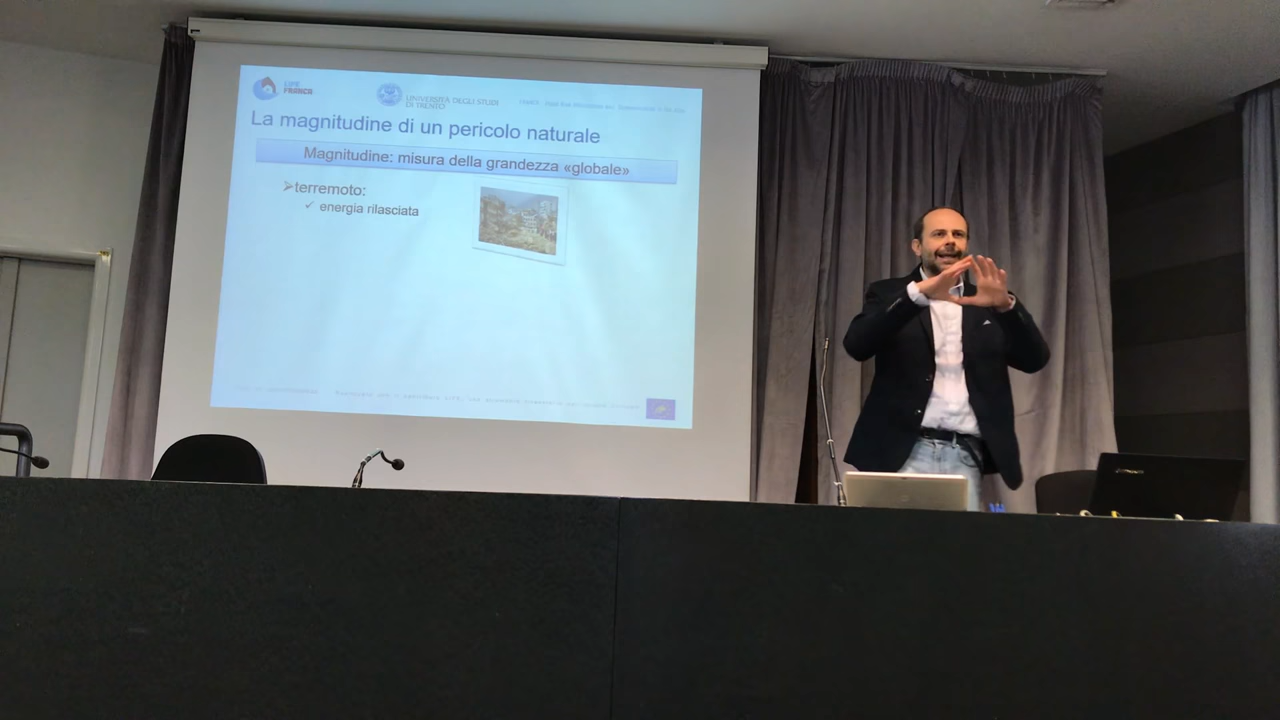 LIFE
FRANCA
UNIVERSITÀ DEGLI STUDI
DI TRENTO
La magnitudine di un pericolo naturale
Magnitudine: misura della grandezza «globale»
➢terremoto:
✓ energia rilasciata